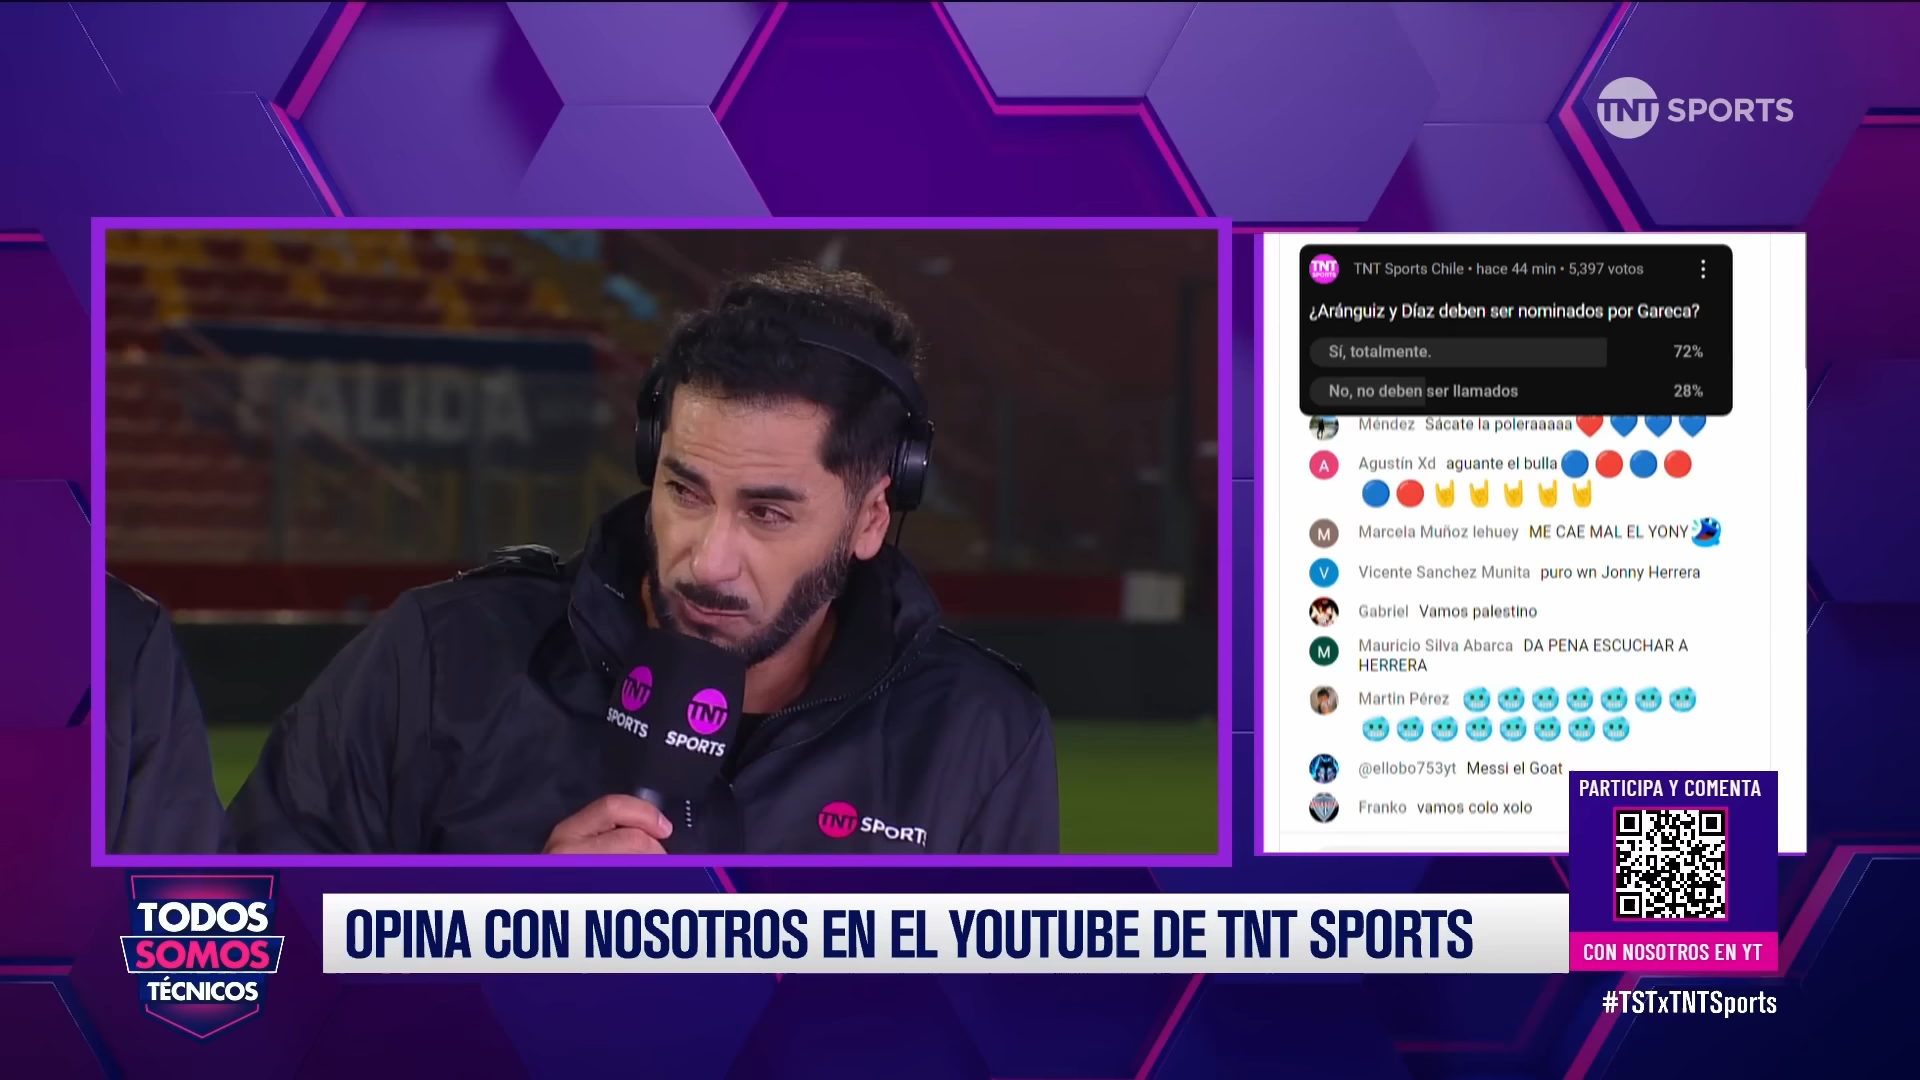 TNT SPORTS
SALIDA
TNT SPORTS
TNT SPORTS
TNT SPORTS
TNT SPORTS
TNT Sports Chile • hace 44 min • 5,397 votos
¿Aránguiz y Díaz deben ser nominados por Gareca?
Sí, totalmente. 72%
No, no deben ser llamados 28%
Méndez Sácate la poleraaaaa❤️💙💙💙
A Agustín Xd aguante el bulla🔵🔴🔵🔴
🔵🔴🤘🤘🤘🤘🤘
M Marcela Muñoz lehuey ME CAE MAL EL YONY
V Vicente Sanchez Munita puro wn Jonny Herrera
Gabriel Vamos palestino
M Mauricio Silva Abarca DA PENA ESCUCHAR A
HERRERA
Martin Pérez 🥶🥶🥶🥶🥶🥶🥶
🥶🥶🥶🥶🥶🥶🥶🥶
@ellobo753yt Messi el Goat
Franko vamos colo xolo
PARTICIPA Y COMENTA
CON NOSOTROS EN YT
#TSTxTNTSports
TODOS
SOMOS
TÉCNICOS
OPINA CON NOSOTROS EN EL YOUTUBE DE TNT SPORTS